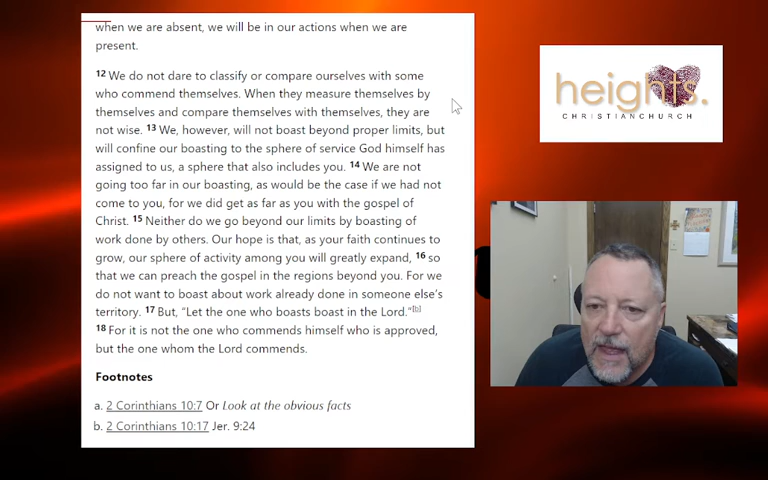 when we are absent, we will be in our actions when we are
present.
12 We do not dare to classify or compare ourselves with some
who commend themselves. When they measure themselves by
themselves and compare themselves with themselves, they are
not wise. 13 We, however, will not boast beyond proper limits, but
will confine our boasting to the sphere of service God himself has
assigned to us, a sphere that also includes you. 14 We are not
going too far in our boasting, as would be the case if we had not
come to you, for we did get as far as you with the gospel of
Christ. 15 Neither do we go beyond our limits by boasting of
work done by others. Our hope is that, as your faith continues to
grow, our sphere of activity among you will greatly expand, 16 so
that we can preach the gospel in the regions beyond you. For we
do not want to boast about work already done in someone else's
territory. 17 But, "Let the one who boasts boast in the Lord."[b]
18 For it is not the one who commends himself who is approved,
but the one whom the Lord commends.
Footnotes
a. 2 Corinthians 10:7 Or Look at the obvious facts
b. 2 Corinthians 10:17 Jer. 9:24
heights.
CHRISTIANCHURCH